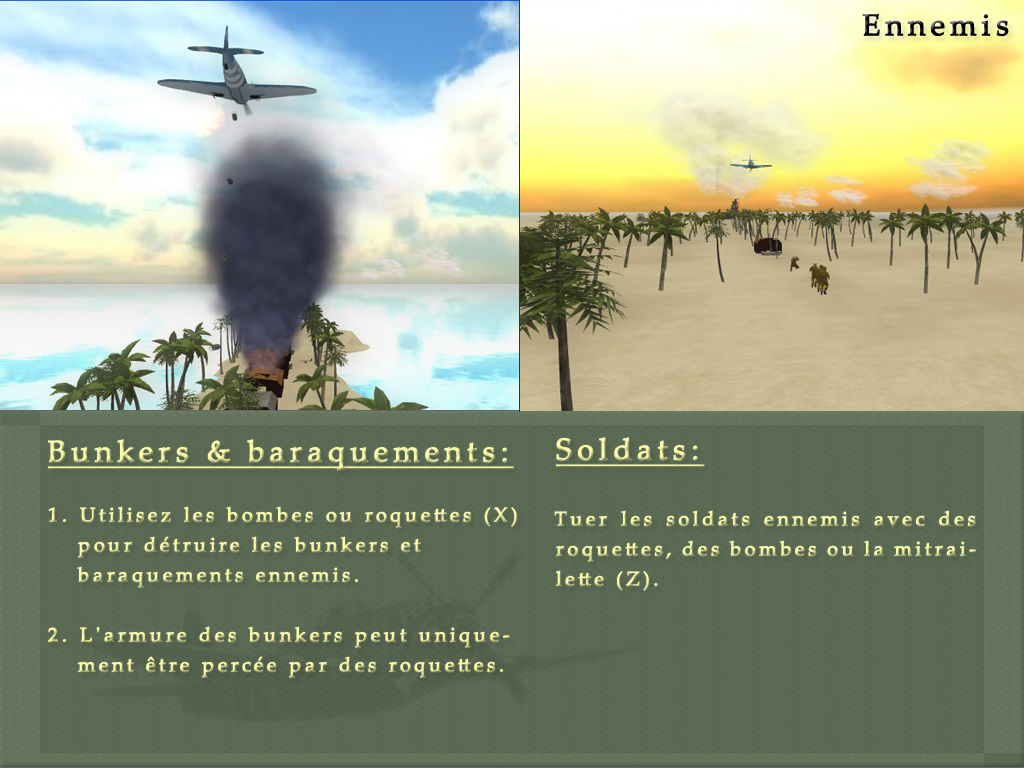 Ennemis
Bunkers & baraquements:
1. Utilisez les bombes ou roquettes (X)
pour détruire les bunkers et
baraquements ennemis.
2. L'armure des bunkers peut unique-
ment être percée par des roquettes.
Soldats:
Tuer les soldats ennemis avec des
roquettes, des bombes ou la mitrai-
lette (Z).